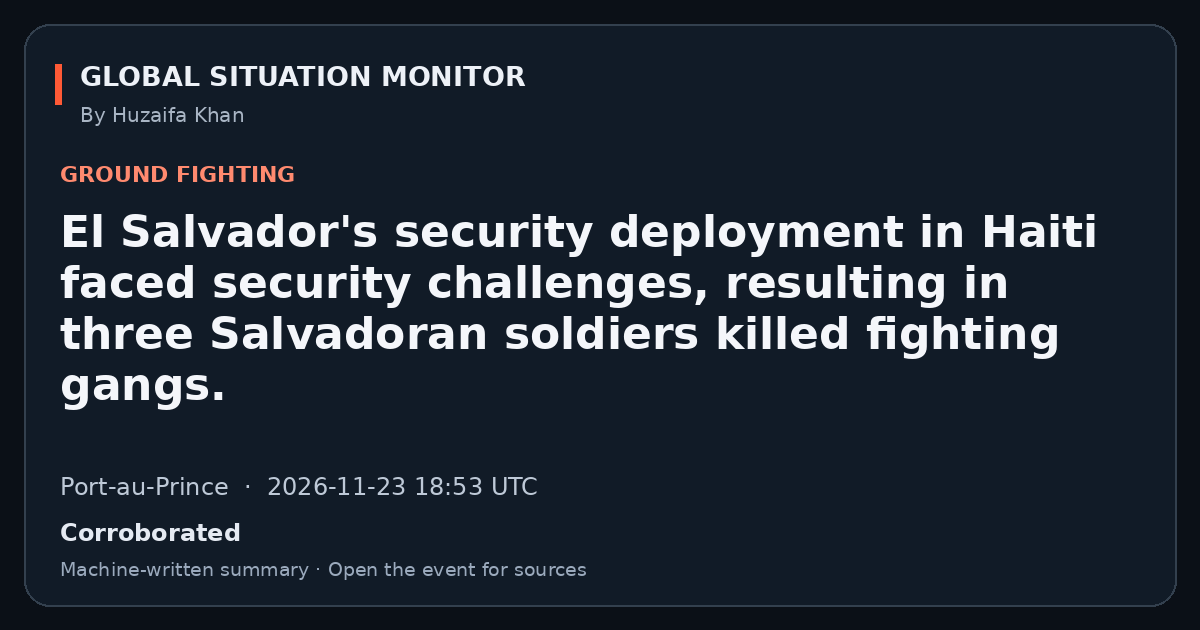 GLOBAL SITUATION MONITOR
By Huzaifa Khan
GROUND FIGHTING
El Salvador's security deployment in Haiti
faced security challenges, resulting in
three Salvadoran soldiers killed fighting
gangs.
Port-au-Prince · 2026-11-23 18:53 UTC
Corroborated
Machine-written summary · Open the event for sources